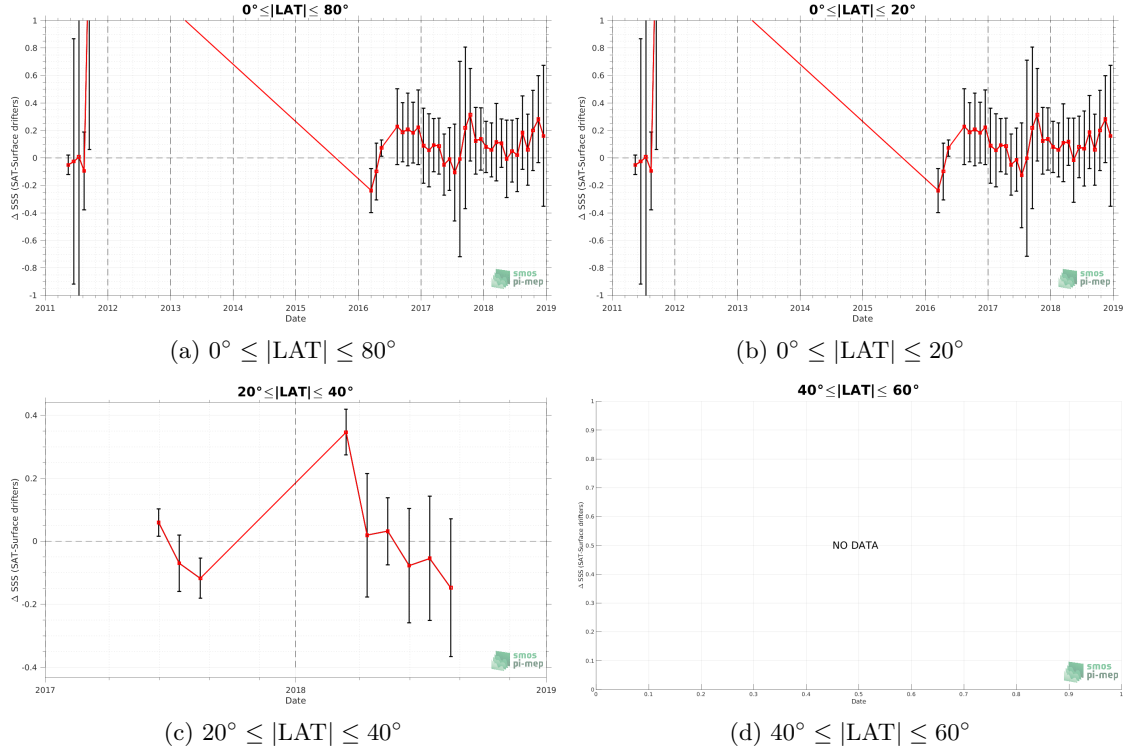 0°≤|LAT|≤ 80°
1
0.8
0.6
0.4
0.2
0
-0.2
-0.4
-0.6
-0.8
-1
Δ SSS (SAT-Surface drifters)
2011 2012 2013 2014 2015 2016 2017 2018 2019
Date
smos
pi-mep
(a) 0° ≤ |LAT| ≤ 80°
0°≤|LAT|≤ 20°
1
0.8
0.6
0.4
0.2
0
-0.2
-0.4
-0.6
-0.8
-1
Δ SSS (SAT-Surface drifters)
2011 2012 2013 2014 2015 2016 2017 2018 2019
Date
smos
pi-mep
(b) 0° ≤ |LAT| ≤ 20°
20°≤|LAT|≤ 40°
0.4
0.2
0
-0.2
-0.4
Δ SSS (SAT-Surface drifters)
2017 2018 2019
Date
smos
pi-mep
(c) 20° ≤ |LAT| ≤ 40°
40°≤|LAT|≤ 60°
1
0.9
0.8
0.7
0.6
0.5
0.4
0.3
0.2
0.1
0
Δ SSS (SAT-Surface drifters)
NO DATA
0 0.1 0.2 0.3 0.4 0.5 0.6 0.7 0.8 0.9 1
Date
smos
pi-mep
(d) 40° ≤ |LAT| ≤ 60°